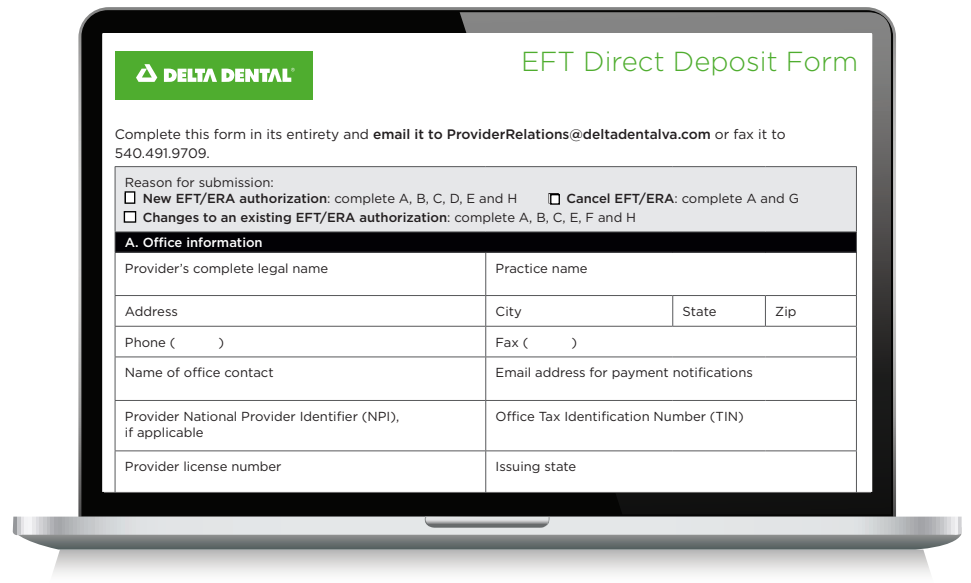 DELTA DENTAL®
EFT Direct Deposit Form
Complete this form in its entirety and email it to ProviderRelations@deltadentalva.com or fax it to
540.491.9709.
Reason for submission:
New EFT/ERA authorization: complete A, B, C, D, E and H Cancel EFT/ERA: complete A and G
Changes to an existing EFT/ERA authorization: complete A, B, C, E, F and H
A. Office information
Provider's complete legal name Practice name
Address City State Zip
Phone ( ) Fax ( )
Name of office contact Email address for payment notifications
Provider National Provider Identifier (NPI), Office Tax Identification Number (TIN)
if applicable
Provider license number Issuing state